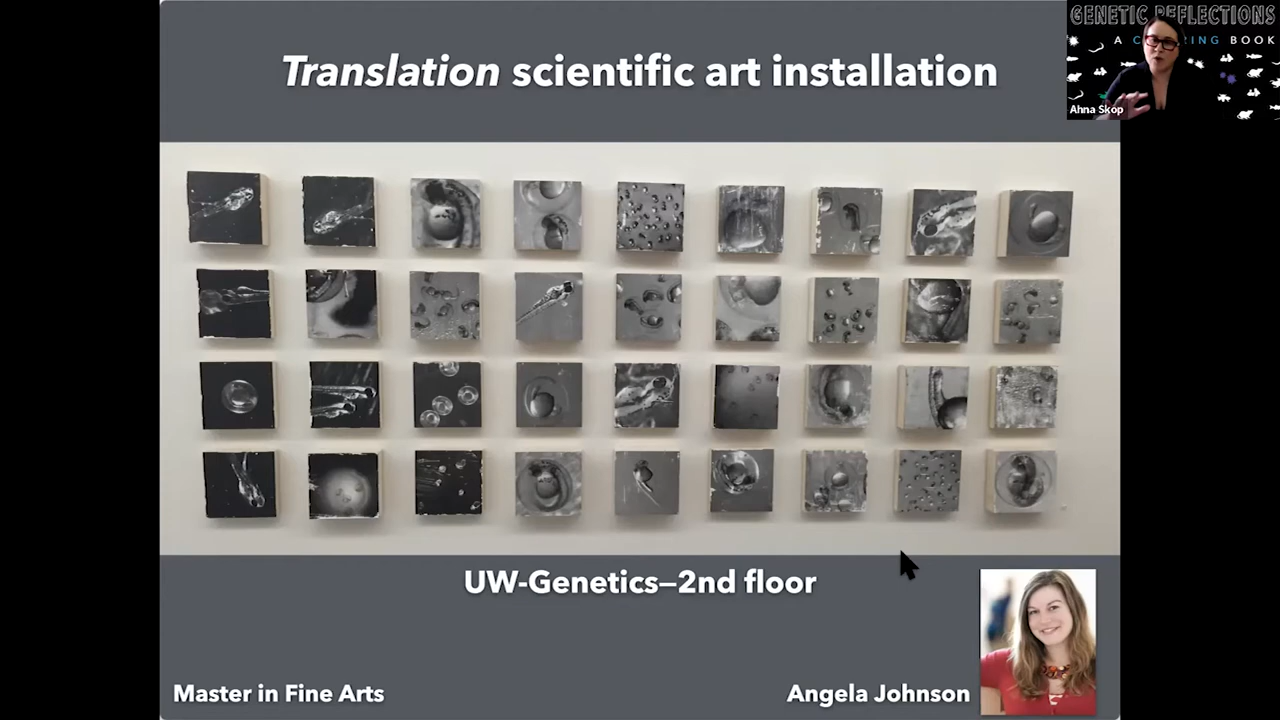 Translation scientific art installation
GENETIC REFLECTIONS
A COLORING BOOK
Ahna Skop
UW-Genetics—2nd floor
Master in Fine Arts
Angela Johnson